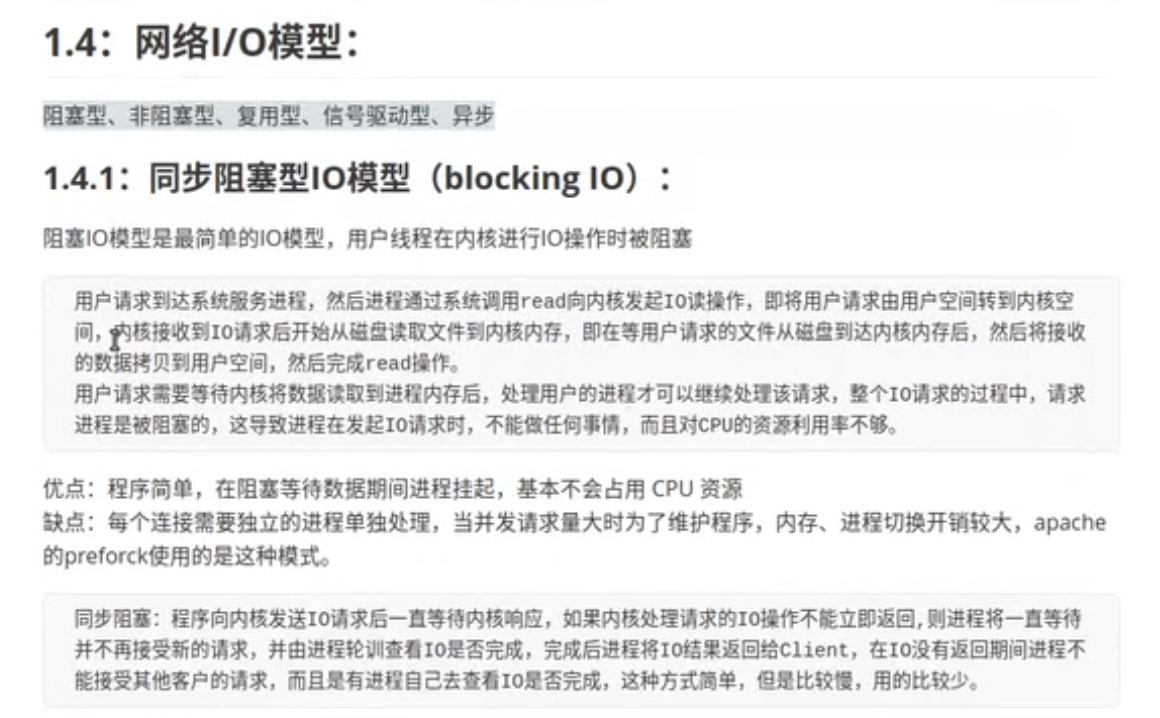 1.4：网络I/O模型：
阻塞型、非阻塞型、复用型、信号驱动型、异步
1.4.1：同步阻塞型IO模型（blocking IO）：
阻塞IO模型是最简单的IO模型，用户线程在内核进行IO操作时被阻塞
用户请求到达系统服务进程，然后进程通过系统调用read向内核发起IO读操作，即将用户请求由用户空间转到内核空
间，内核接收到IO请求后开始从磁盘读取文件到内核内存，即在等用户请求的文件从磁盘到达内核内存后，然后将接收
的数据拷贝到用户空间，然后完成read操作。
用户请求需要等待内核将数据读取到进程内存后，处理用户的进程才可以继续处理该请求，整个IO请求的过程中，请求
进程是被阻塞的，这导致进程在发起IO请求时，不能做任何事情，而且对CPU的资源利用率不够。
优点：程序简单，在阻塞等待数据期间进程挂起，基本不会占用 CPU 资源
缺点：每个连接需要独立的进程单独处理，当并发请求量大时为了维护程序，内存、进程切换开销较大，apache
的preforck使用的是这种模式。
同步阻塞：程序向内核发送IO请求后一直等待内核响应，如果内核处理请求的IO操作不能立即返回,则进程将一直等待
并不再接受新的请求，并由进程轮训查看IO是否完成，完成后进程将IO结果返回给Client，在IO没有返回期间进程不
能接受其他客户的请求，而且是有进程自己去查看IO是否完成，这种方式简单，但是比较慢，用的比较少。